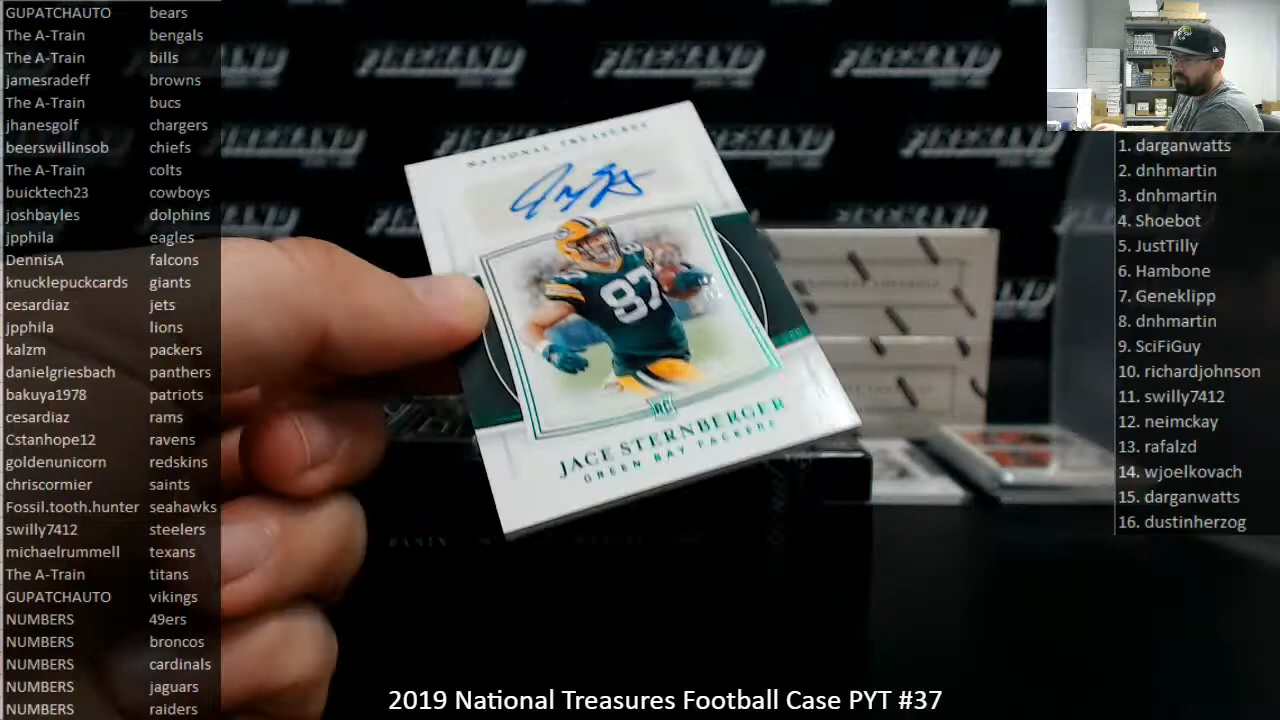 GUPATCHAUTO bears
The A-Train bengals
The A-Train bills
jamesradeff browns
The A-Train bucs
jhanesgolf chargers
beerswillinsob chiefs
The A-Train colts
buicktech23 cowboys
joshbayles dolphins
jpphila eagles
DennisA falcons
knucklepuckcards giants
cesardiaz jets
jpphila lions
kalzm packers
danielgriesbach panthers
bakuya1978 patriots
cesardiaz rams
Cstanhope12 ravens
goldenunicorn redskins
chriscormier saints
Fossil.tooth.hunter seahawks
swilly7412 steelers
michaelrummell texans
The A-Train titans
GUPATCHAUTO vikings
NUMBERS 49ers
NUMBERS broncos
NUMBERS cardinals
NUMBERS jaguars
NUMBERS raiders
NATIONAL TREASURES
87
RC
JACE STERNBERGER
GREEN BAY PACKERS
FIREHAND
FIREHAND
FIREHAND
FIREHAND
1. darganwatts
2. dnhmartin
3. dnhmartin
4. Shoebot
5. JustTilly
6. Hambone
7. Geneklipp
8. dnhmartin
9. SciFiGuy
10. richardjohnson
11. swilly7412
12. neimckay
13. rafalzd
14. wjoelkovach
15. darganwatts
16. dustinherzog
2019 National Treasures Football Case PYT #37